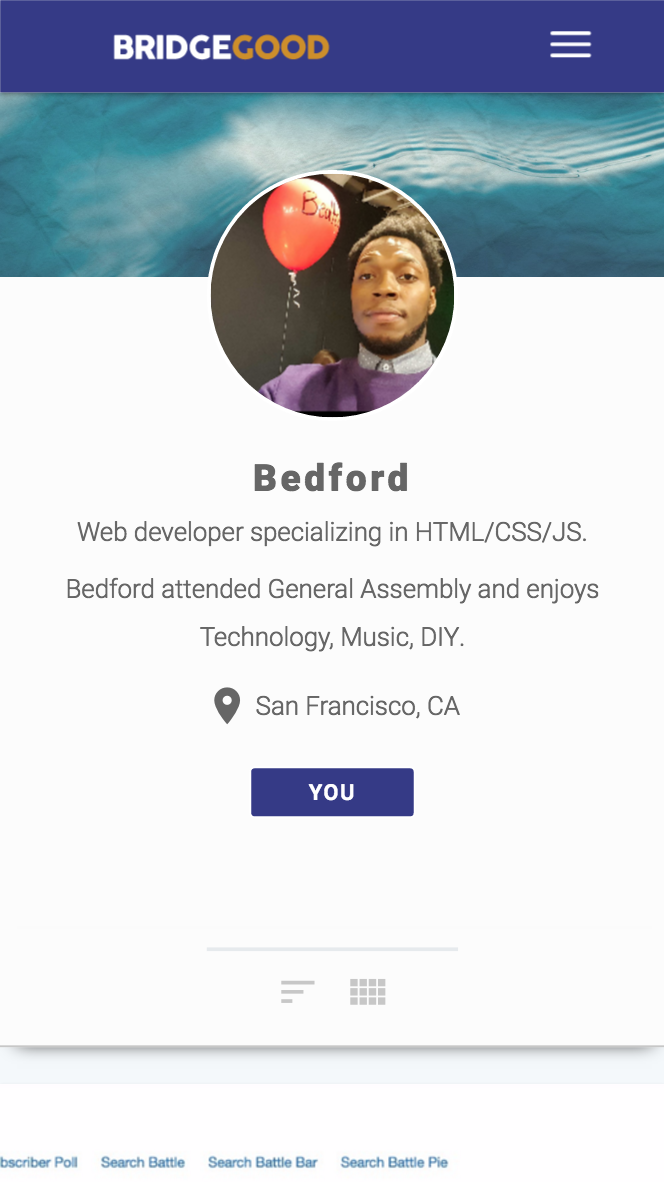 BRIDGEGOOD
Bedford
Web developer specializing in HTML/CSS/JS.
Bedford attended General Assembly and enjoys
Technology, Music, DIY.
San Francisco, CA
YOU
bscriber Poll Search Battle Search Battle Bar Search Battle Pie